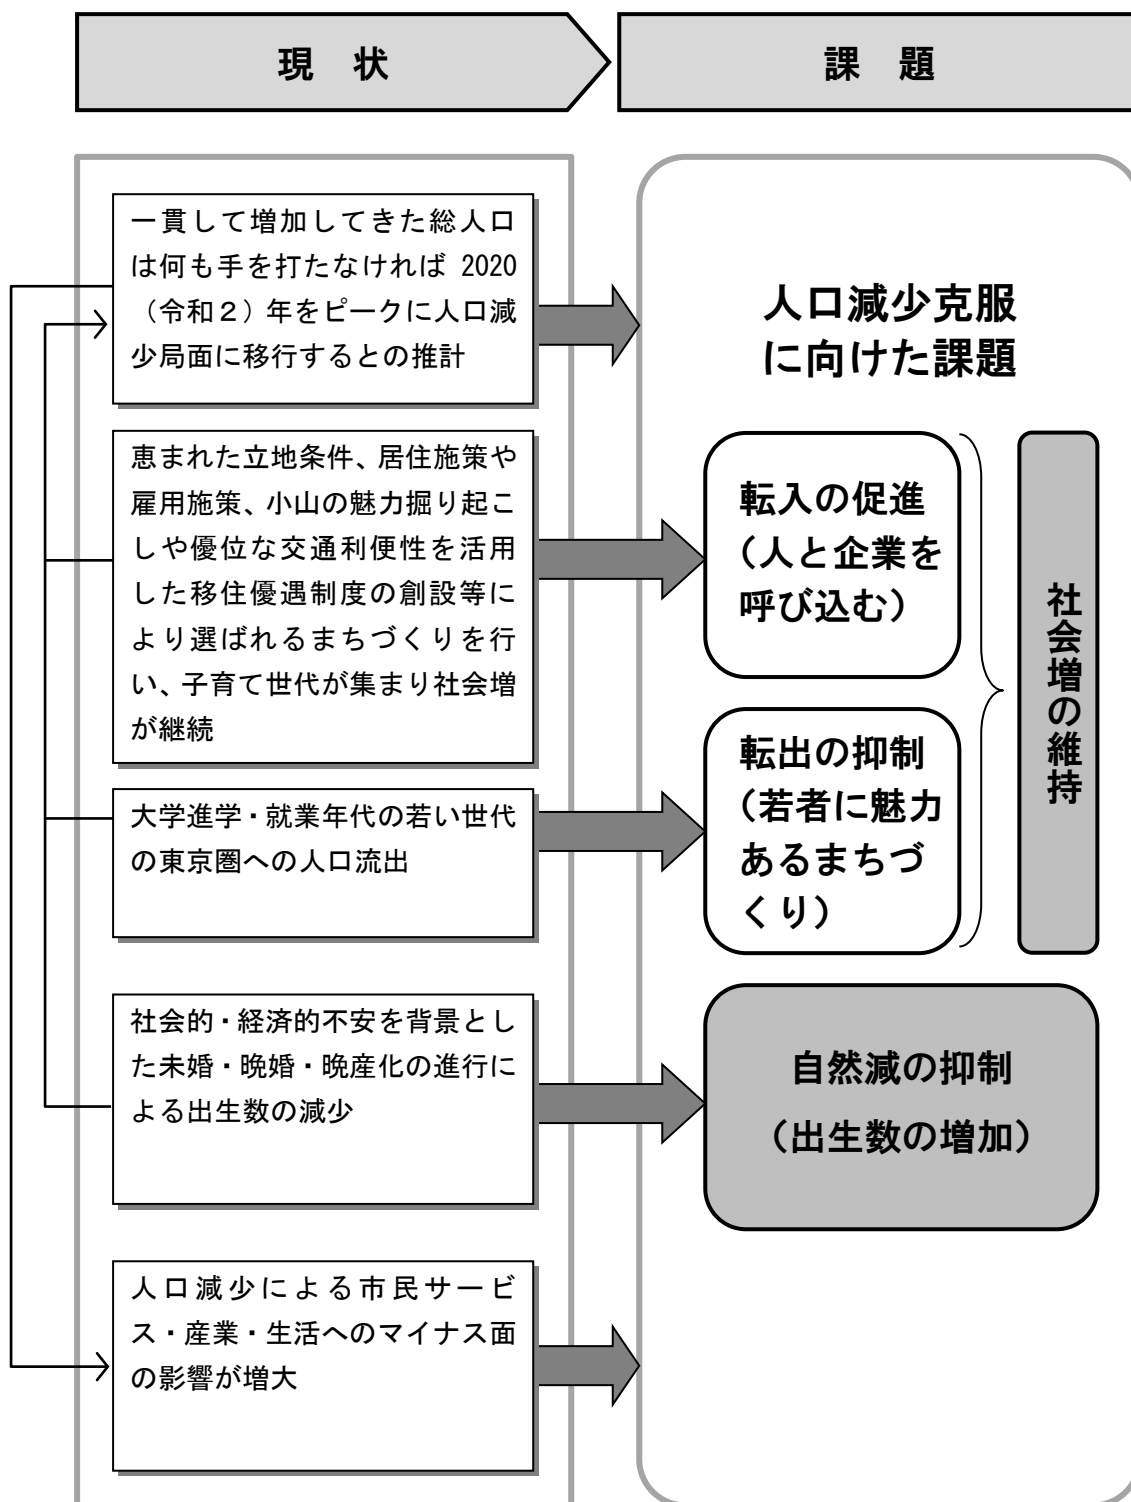 現 状
課 題
一貫して増加してきた総人口
は何も手を打たなければ 2020
（令和２）年をピークに人口減
少局面に移行するとの推計
人口減少克服
に向けた課題
恵まれた立地条件、居住施策や
雇用施策、小山の魅力掘り起こ
しや優位な交通利便性を活用
した移住優遇制度の創設等に
より選ばれるまちづくりを行
い、子育て世代が集まり社会増
が継続
転入の促進
（人と企業を
呼び込む）
社会増の維持
大学進学・就業年代の若い世代
の東京圏への人口流出
転出の抑制
（若者に魅力
あるまちづ
くり）
社会的・経済的不安を背景とし
た未婚・晩婚・晩産化の進行に
よる出生数の減少
自然減の抑制
（出生数の増加）
人口減少による市民サービ
ス・産業・生活へのマイナス面
の影響が増大